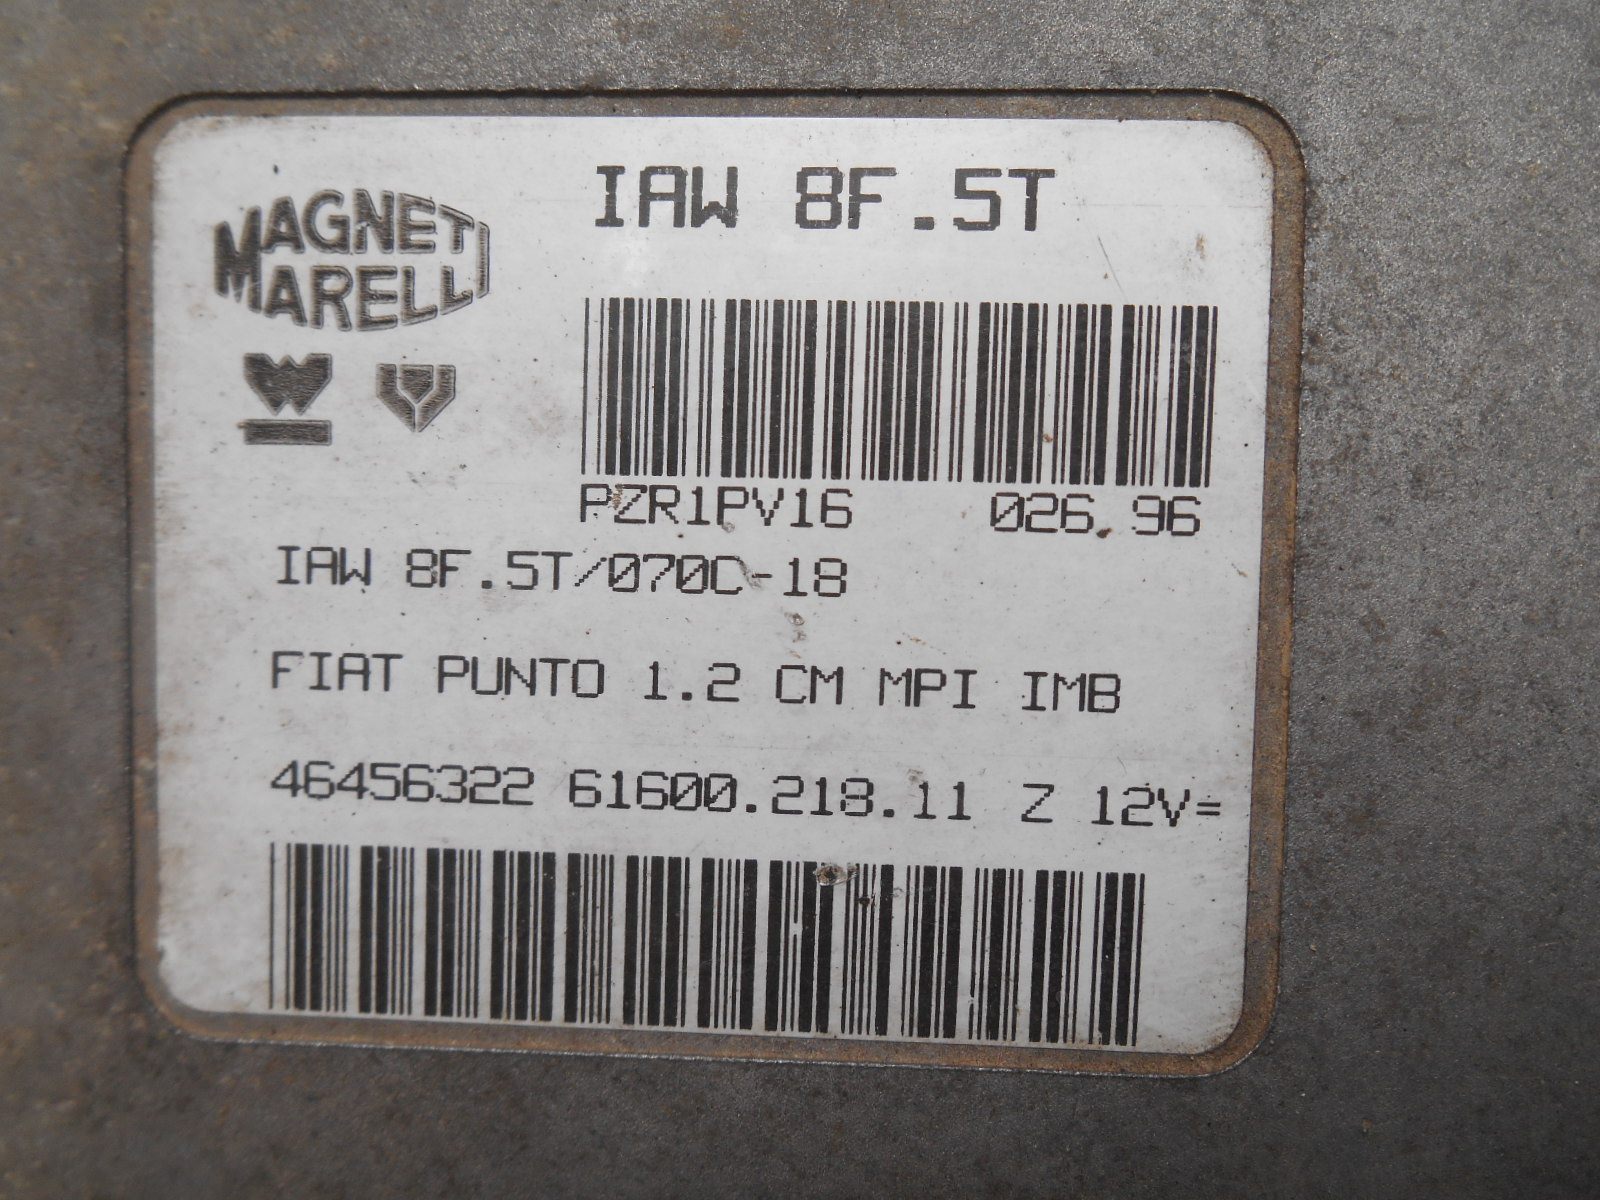 MAGNETI
MARELLI
IAW 8F.5T
PZR1PV16 026.96
IAW 8F.5T/070C-18
FIAT PUNTO 1.2 CM MPI IMB
46456322 61600.218.11 Z 12V=